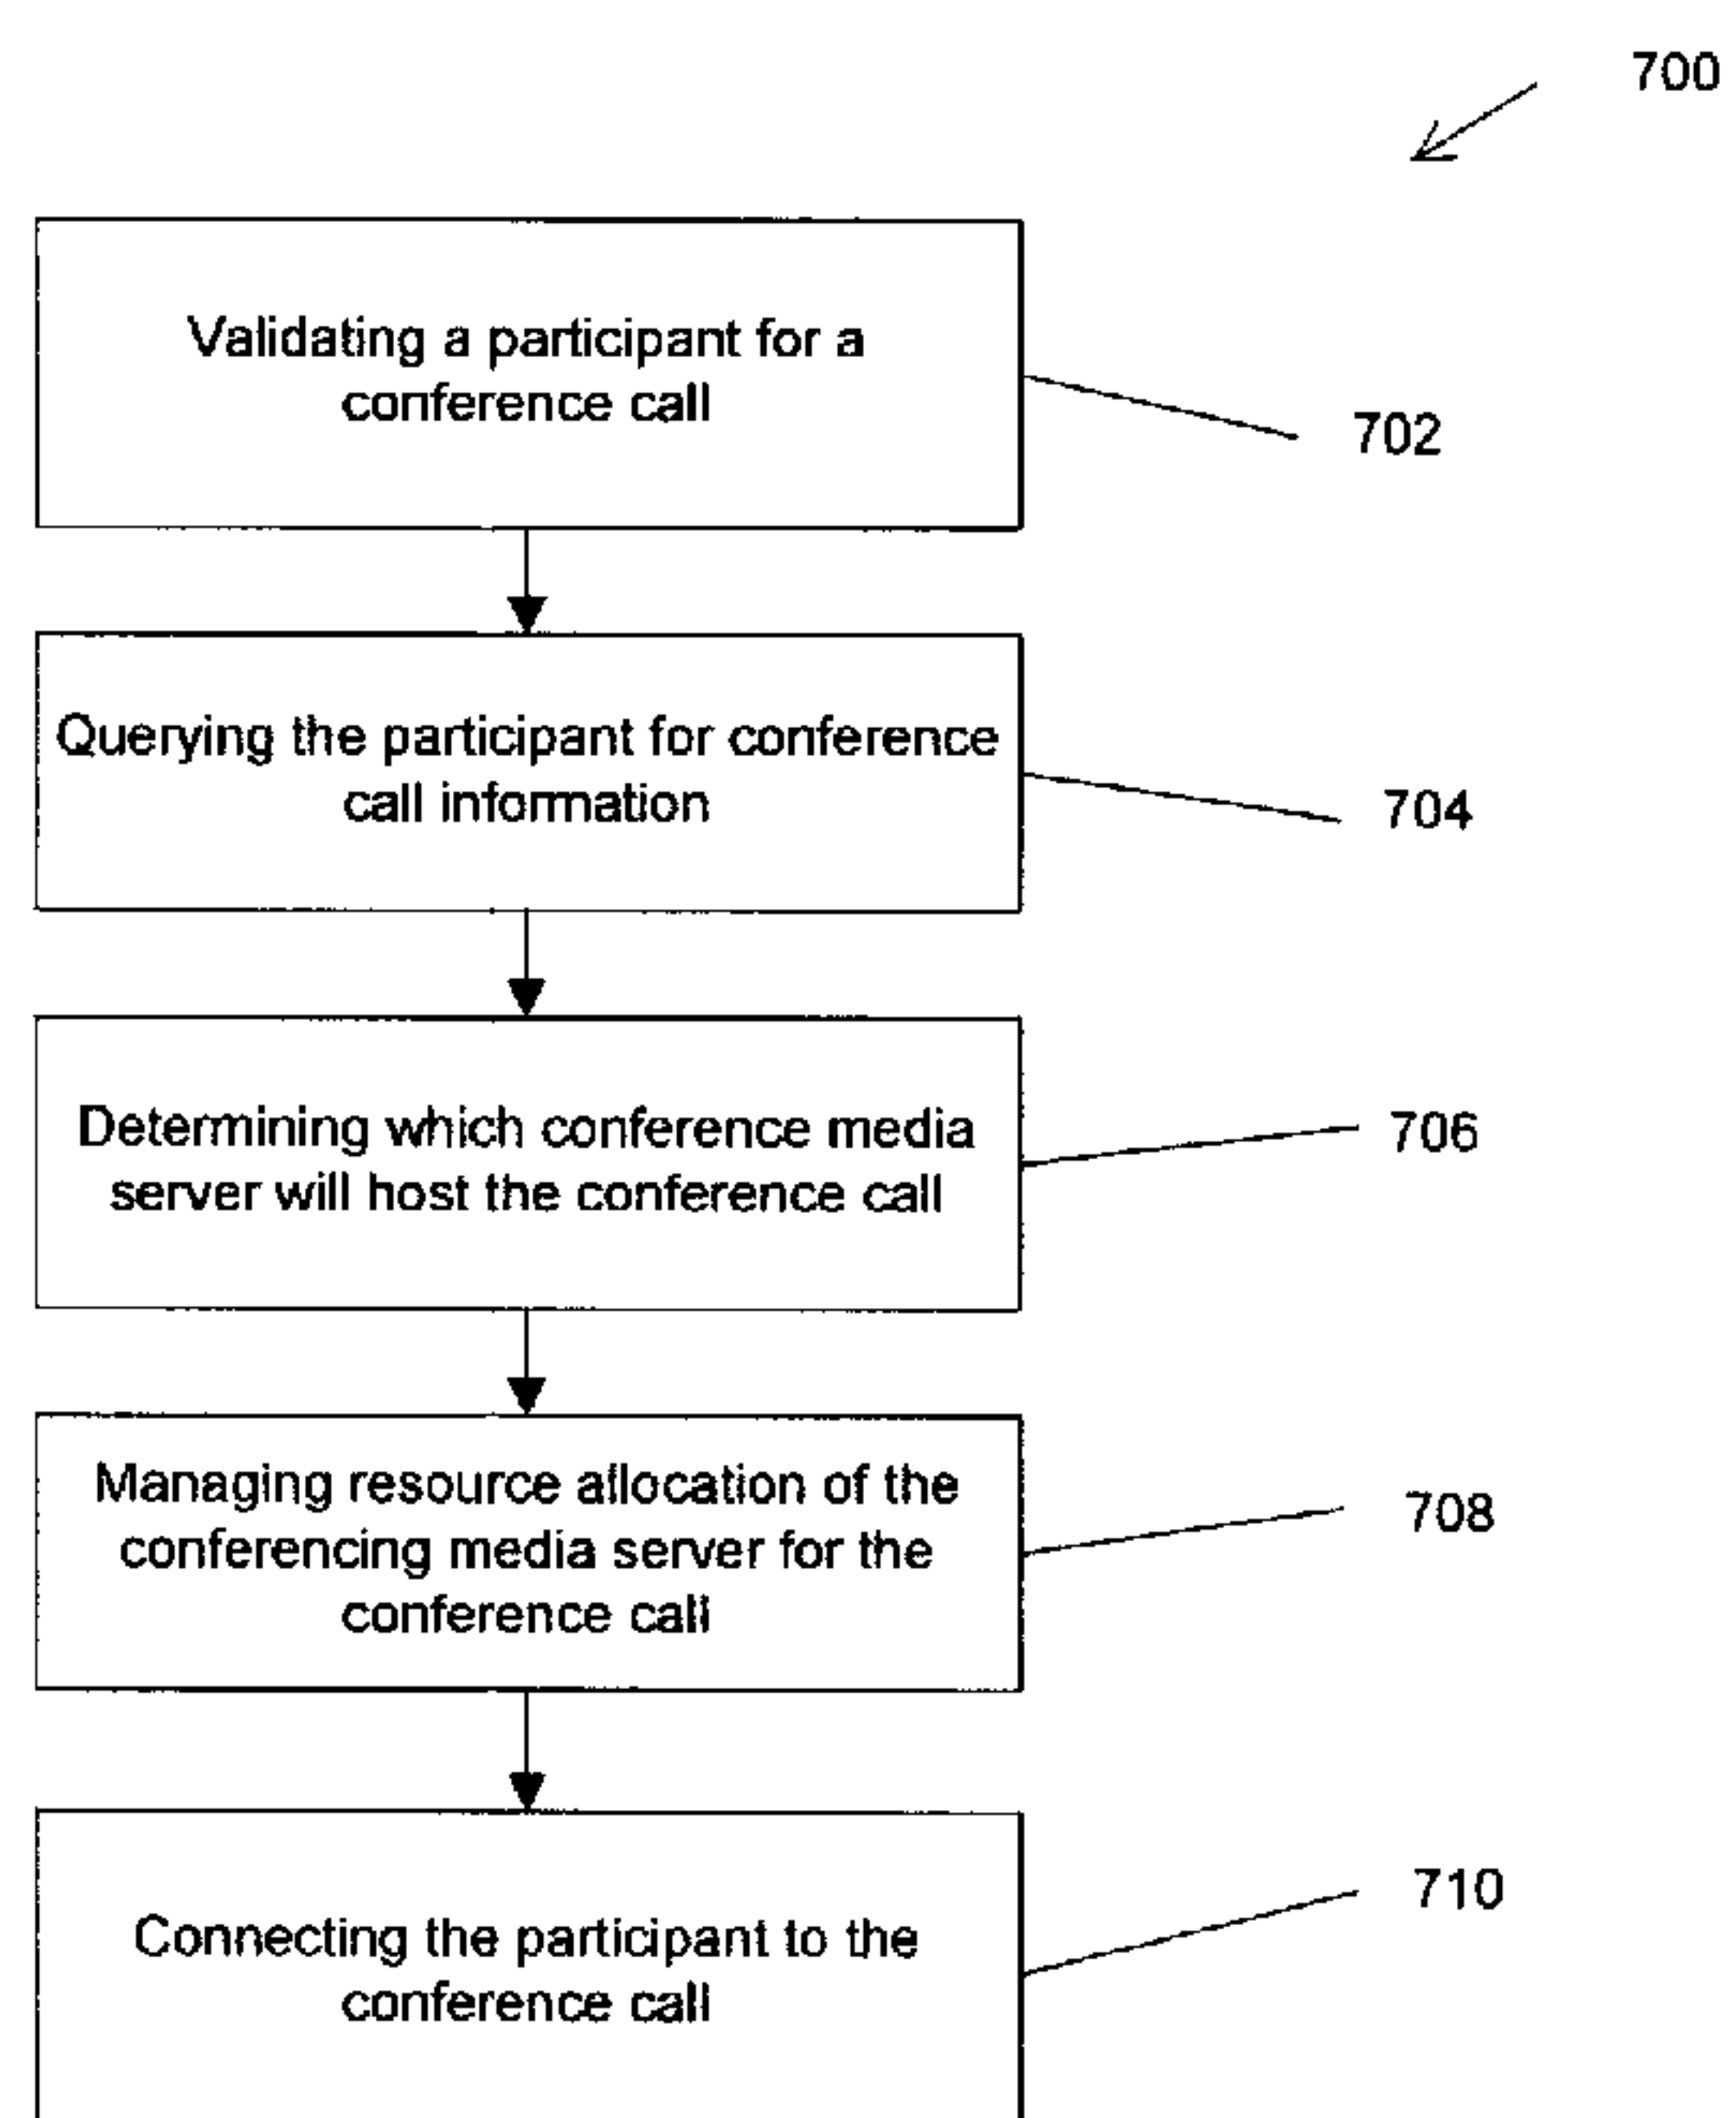 700
Validating a participant for a
conference call
702
Querying the participant for conference
call information
704
Determining which conference media
server will host the conference call
706
Managing resource allocation of the
conferencing media server for the
conference call
708
Connecting the participant to the
conference call
710